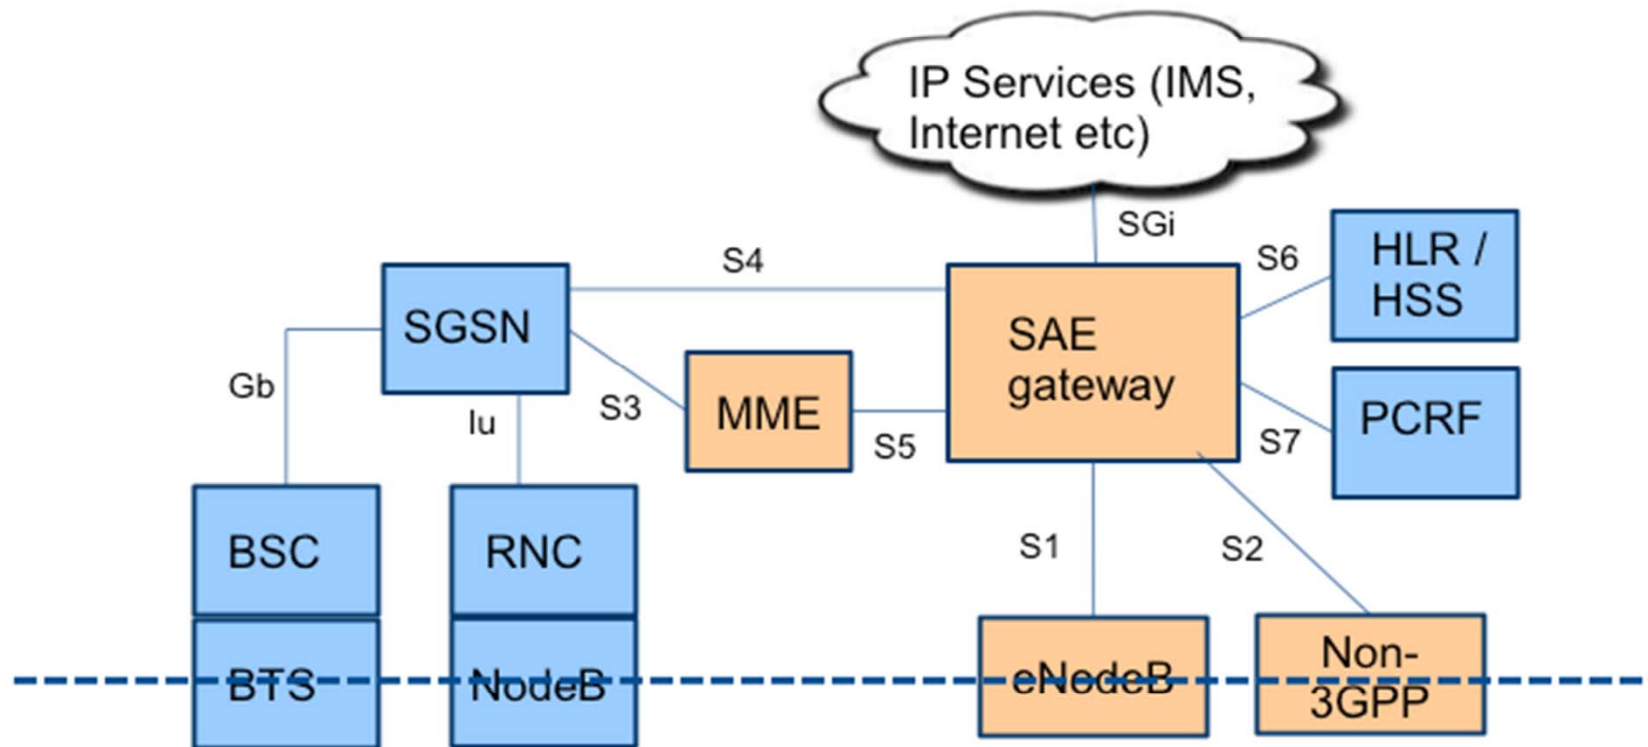 IP Services (IMS,
Internet etc)
SGi
S4
S6
HLR /
HSS
SGSN
SAE
gateway
Gb
Iu
S3
MME
S5
S7
PCRF
BSC
RNC
S1
S2
BTS
NodeB
eNodeB
Non-
3GPP